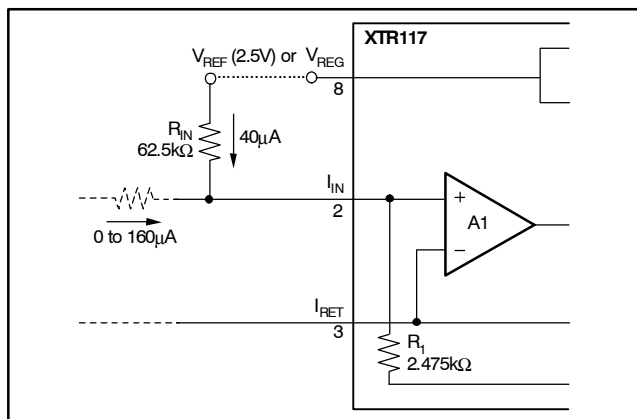 XTR117
V_REF (2.5V) or V_REG
8
R_IN
62.5kΩ
40μA
I_IN
2
+
A1
–
0 to 160μA
I_RET
3
R_1
2.475kΩ